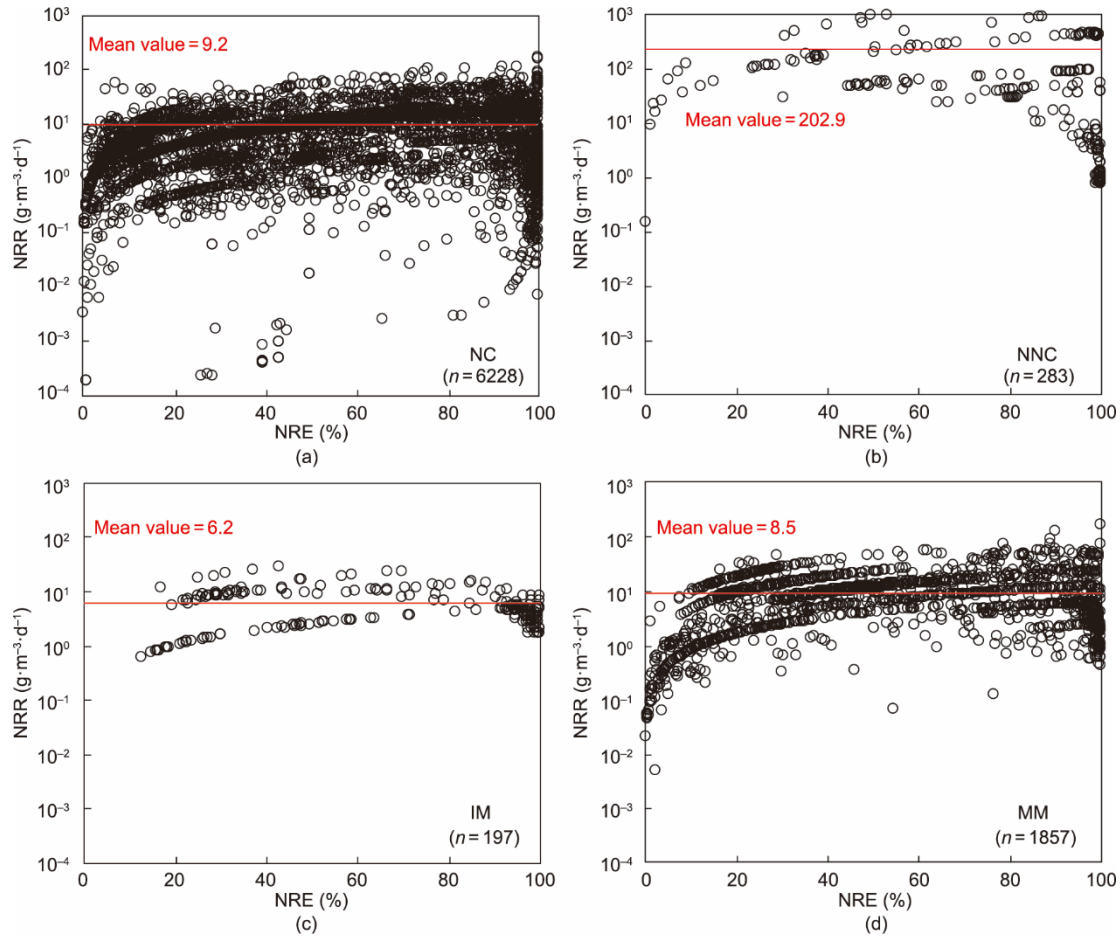 10³
10²
10¹
10⁰
10⁻¹
10⁻²
10⁻³
10⁻⁴
NRR (g·m⁻³·d⁻¹)
Mean value = 9.2
NC
(n = 6228)
0 20 40 60 80 100
NRE (%)
(a)
10³
10²
10¹
10⁰
10⁻¹
10⁻²
10⁻³
10⁻⁴
NRR (g·m⁻³·d⁻¹)
Mean value = 202.9
NNC
(n = 283)
0 20 40 60 80 100
NRE (%)
(b)
10³
10²
10¹
10⁰
10⁻¹
10⁻²
10⁻³
10⁻⁴
NRR (g·m⁻³·d⁻¹)
Mean value = 6.2
IM
(n = 197)
0 20 40 60 80 100
NRE (%)
(c)
10³
10²
10¹
10⁰
10⁻¹
10⁻²
10⁻³
10⁻⁴
NRR (g·m⁻³·d⁻¹)
Mean value = 8.5
MM
(n = 1857)
0 20 40 60 80 100
NRE (%)
(d)